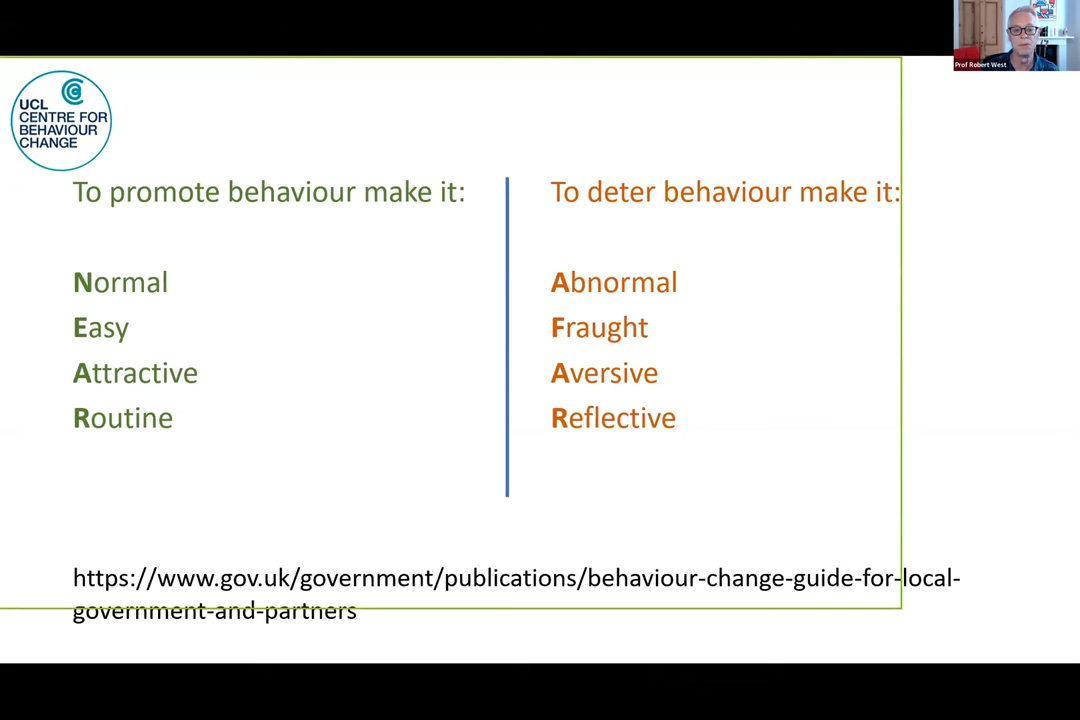 Prof Robert West
UCL
CENTRE FOR
BEHAVIOUR
CHANGE
To promote behaviour make it:
Normal
Easy
Attractive
Routine
To deter behaviour make it:
Abnormal
Fraught
Aversive
Reflective
https://www.gov.uk/government/publications/behaviour-change-guide-for-local-
government-and-partners